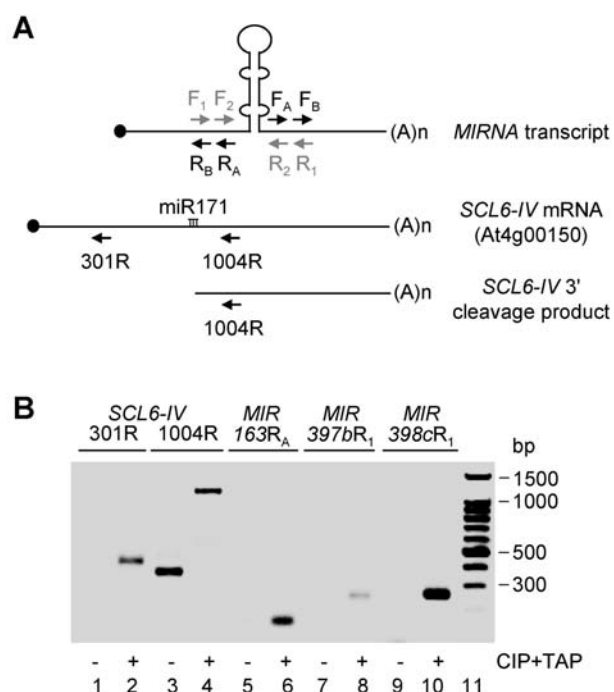 A
F1 F2 FA FB
(A)n MIRNA transcript
RB RA R2 R1
miR171
(A)n SCL6-IV mRNA
(At4g00150)
301R 1004R
(A)n SCL6-IV 3'
cleavage product
1004R
B
SCL6-IV MIR MIR MIR
301R 1004R 163RA 397bR1 398cR1
bp
1500
1000
500
300
- + - + - + - + - + CIP+TAP
1 2 3 4 5 6 7 8 9 10 11